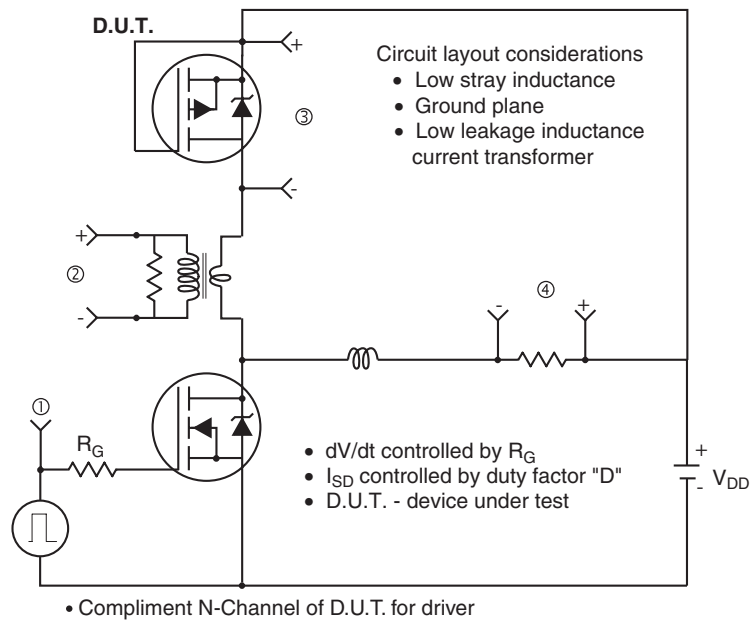 D.U.T.
+
Circuit layout considerations
• Low stray inductance
• Ground plane
• Low leakage inductance
current transformer
③
-
+
②
-
④
-
+
①
R_G
• dV/dt controlled by R_G
• I_SD controlled by duty factor "D"
• D.U.T. - device under test
+
-
V_DD
• Compliment N-Channel of D.U.T. for driver